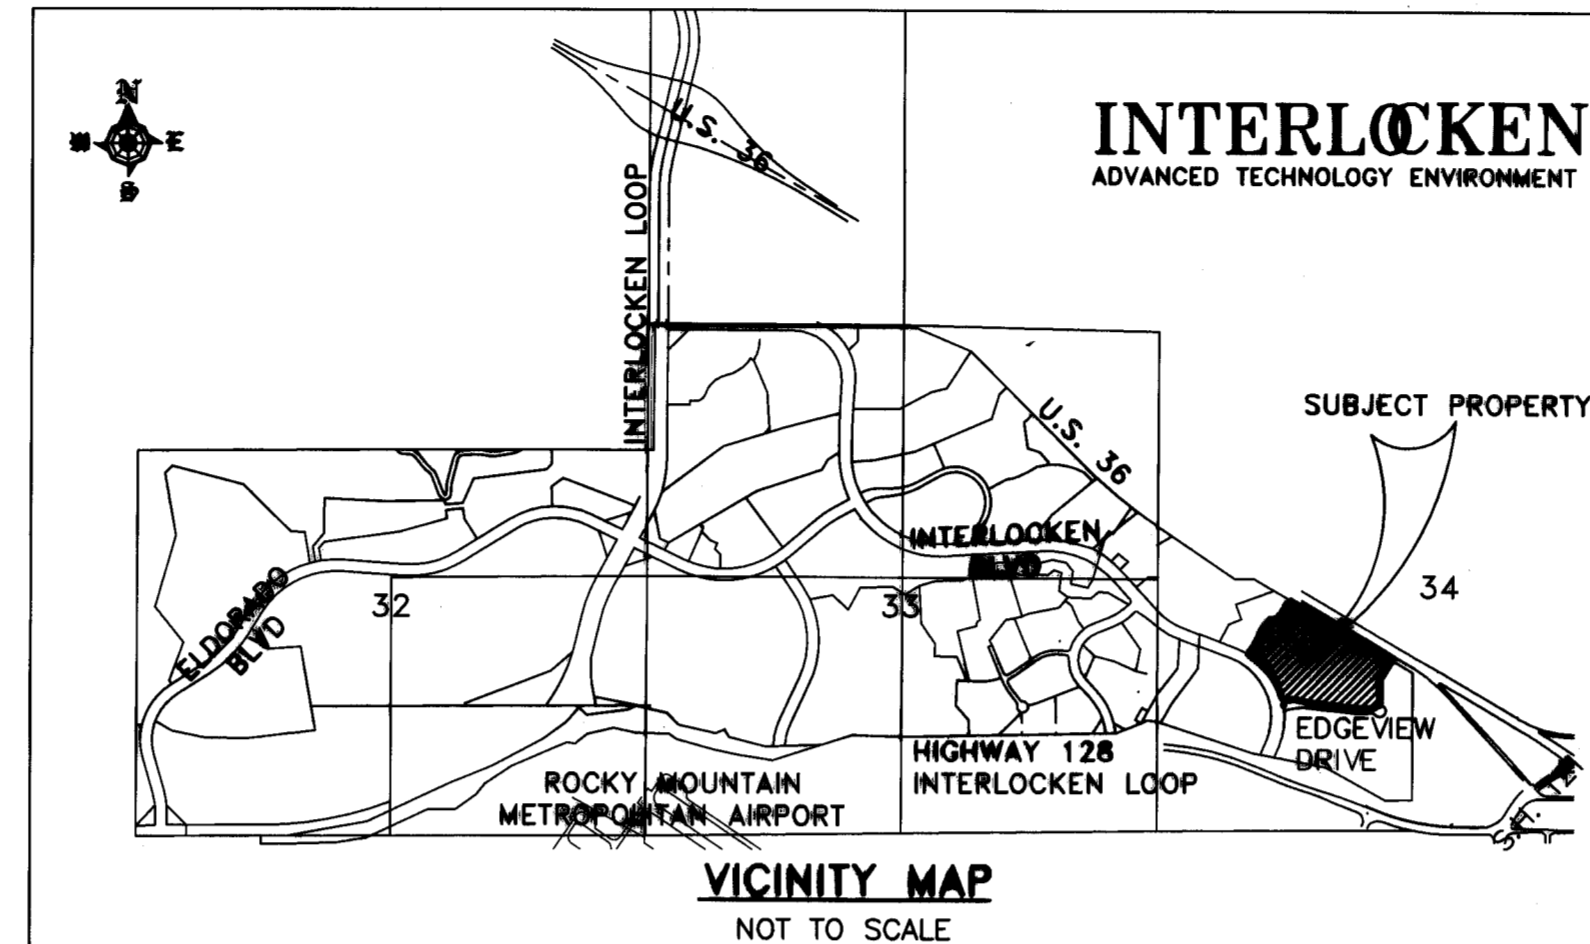 N
E
S
U.S. 36
INTERLOCKEN
ADVANCED TECHNOLOGY ENVIRONMENT
INTERLOCKEN LOOP
SUBJECT PROPERTY
U.S. 36
INTERLOCKEN
BLVD
34
32
33
ELDORADO
BLVD
EDGEVIEW
DRIVE
HIGHWAY 128
INTERLOCKEN LOOP
ROCKY MOUNTAIN
METROPOLITAN AIRPORT
VICINITY MAP
NOT TO SCALE